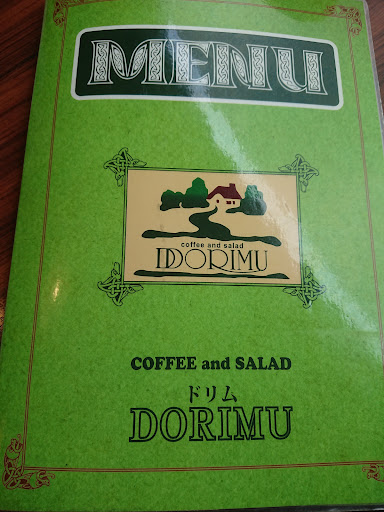 MENU
coffee and salad
DORIMU
COFFEE and SALAD
ドリム
DORIMU